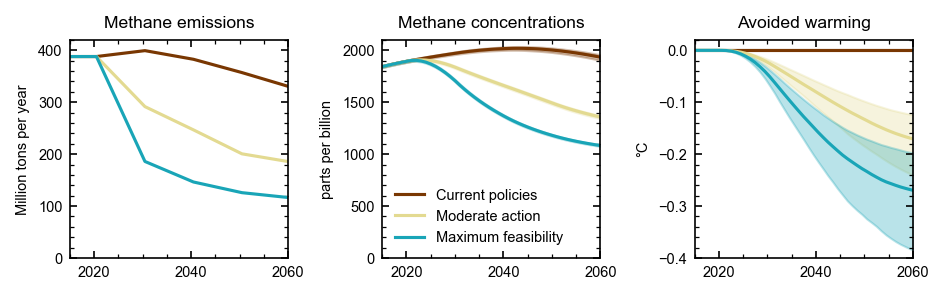 Methane emissions
Methane concentrations
Avoided warming
Million tons per year
400
300
200
100
0
2020
2040
2060
parts per billion
2000
1500
1000
500
0
Current policies
Moderate action
Maximum feasibility
2020
2040
2060
°C
0.0
−0.1
−0.2
−0.3
−0.4
2020
2040
2060